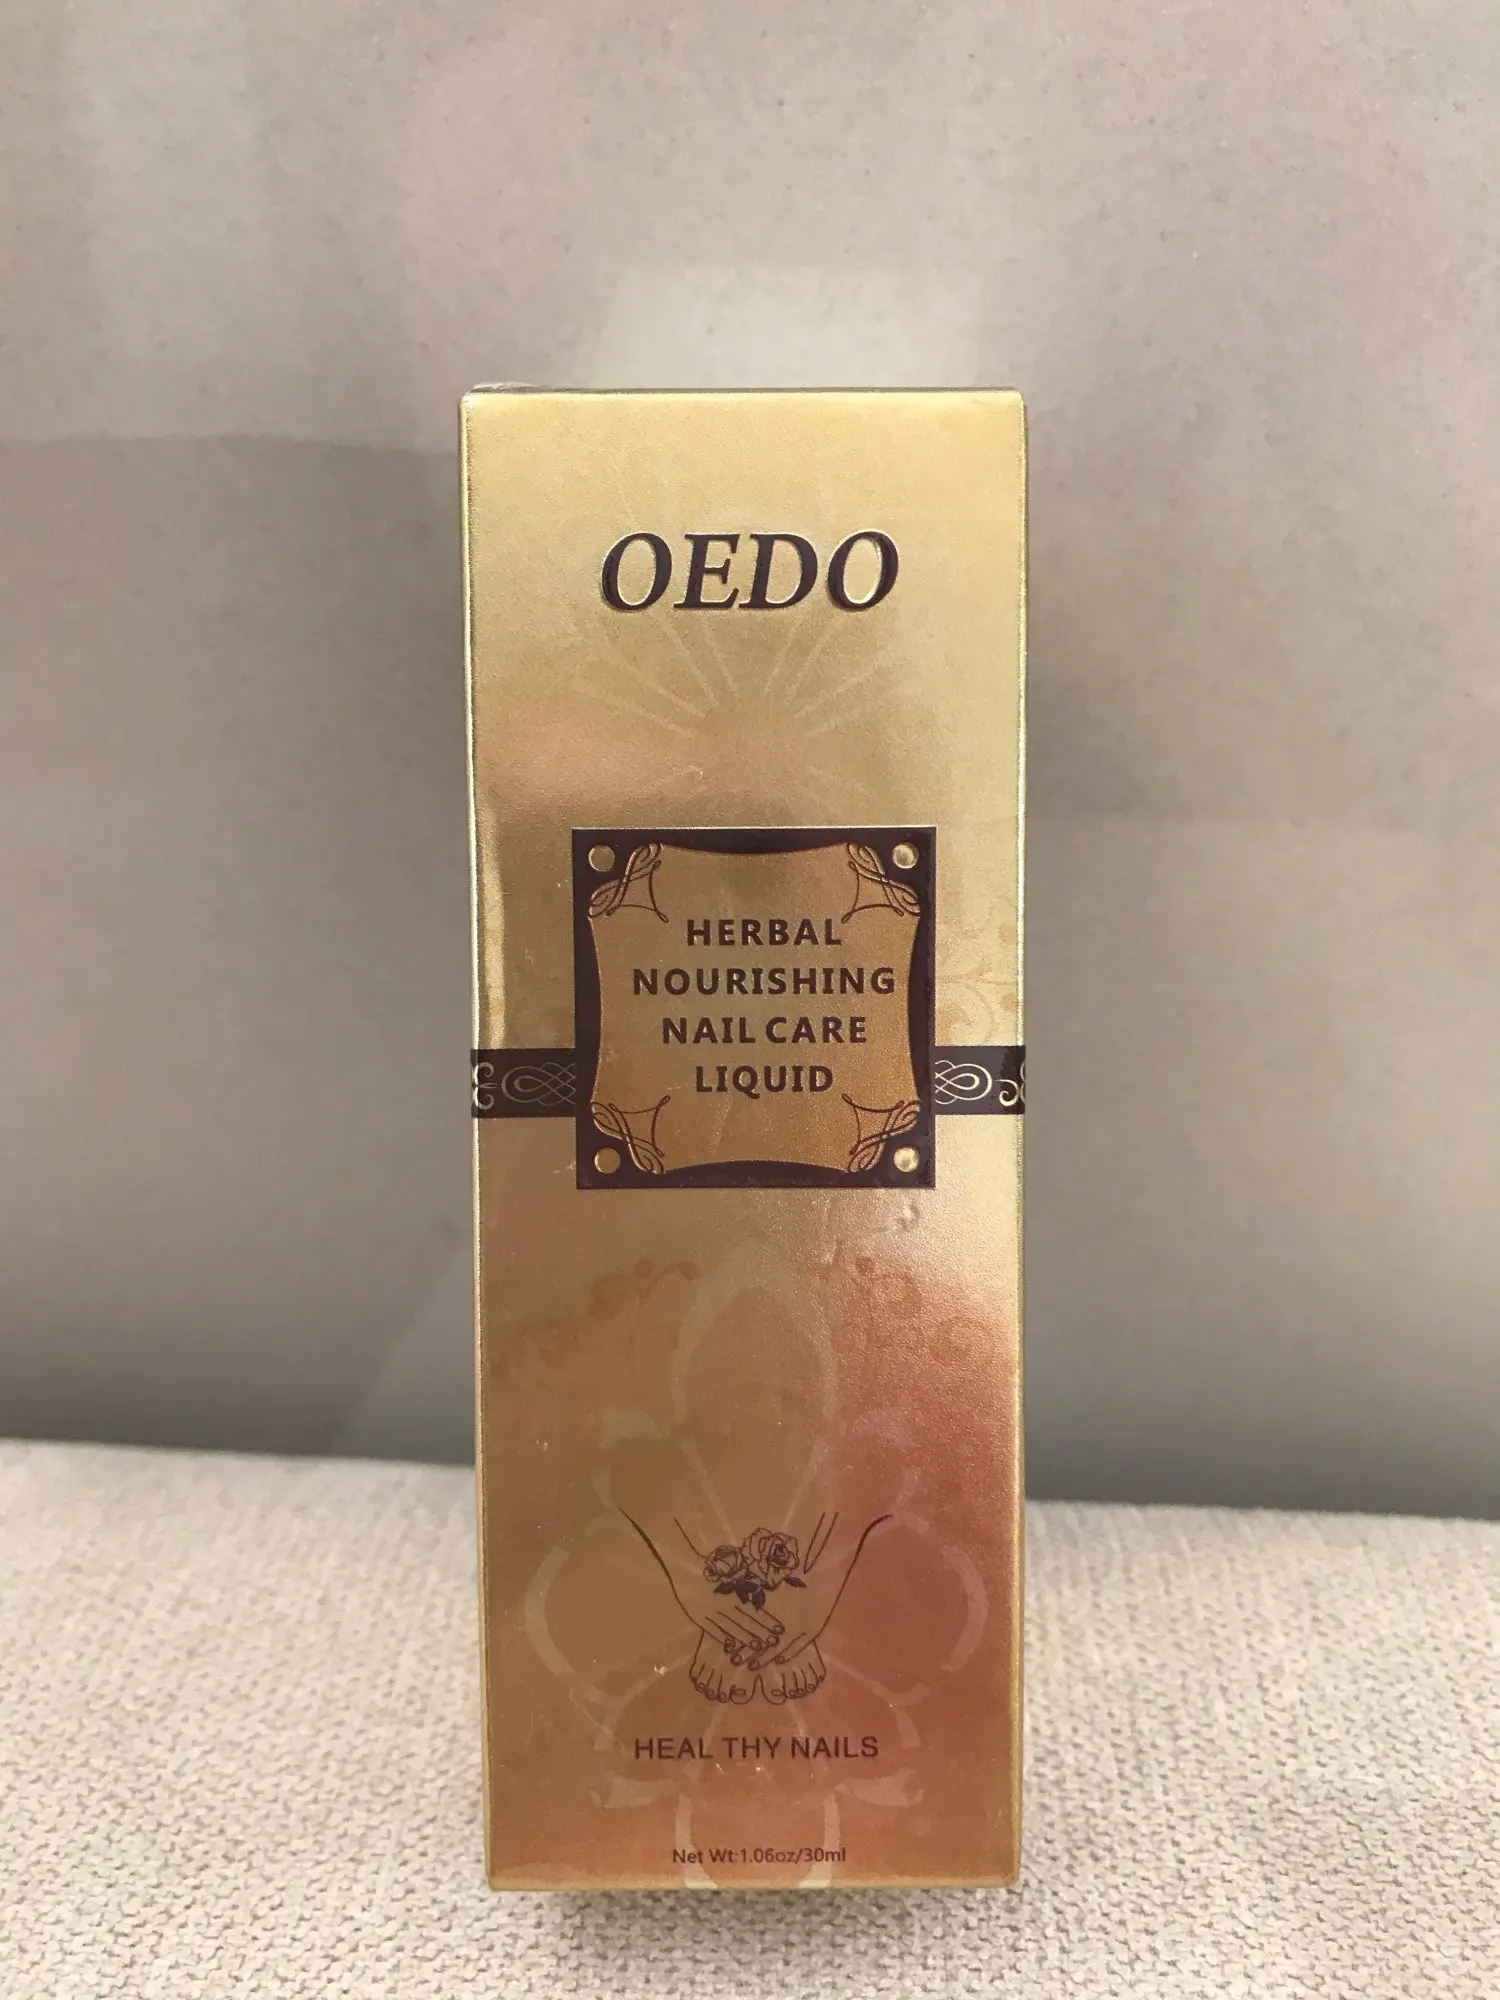 OEDO
HERBAL
NOURISHING
NAIL CARE
LIQUID
HEAL THY NAILS
Net Wt:1.06oz/30ml